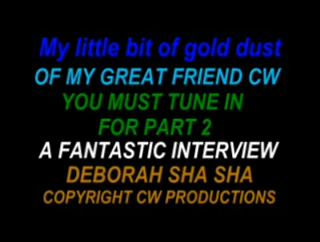 My little bit of gold dust
OF MY GREAT FRIEND CW
YOU MUST TUNE IN
FOR PART 2
A FANTASTIC INTERVIEW
DEBORAH SHA SHA
COPYRIGHT CW PRODUCTIONS